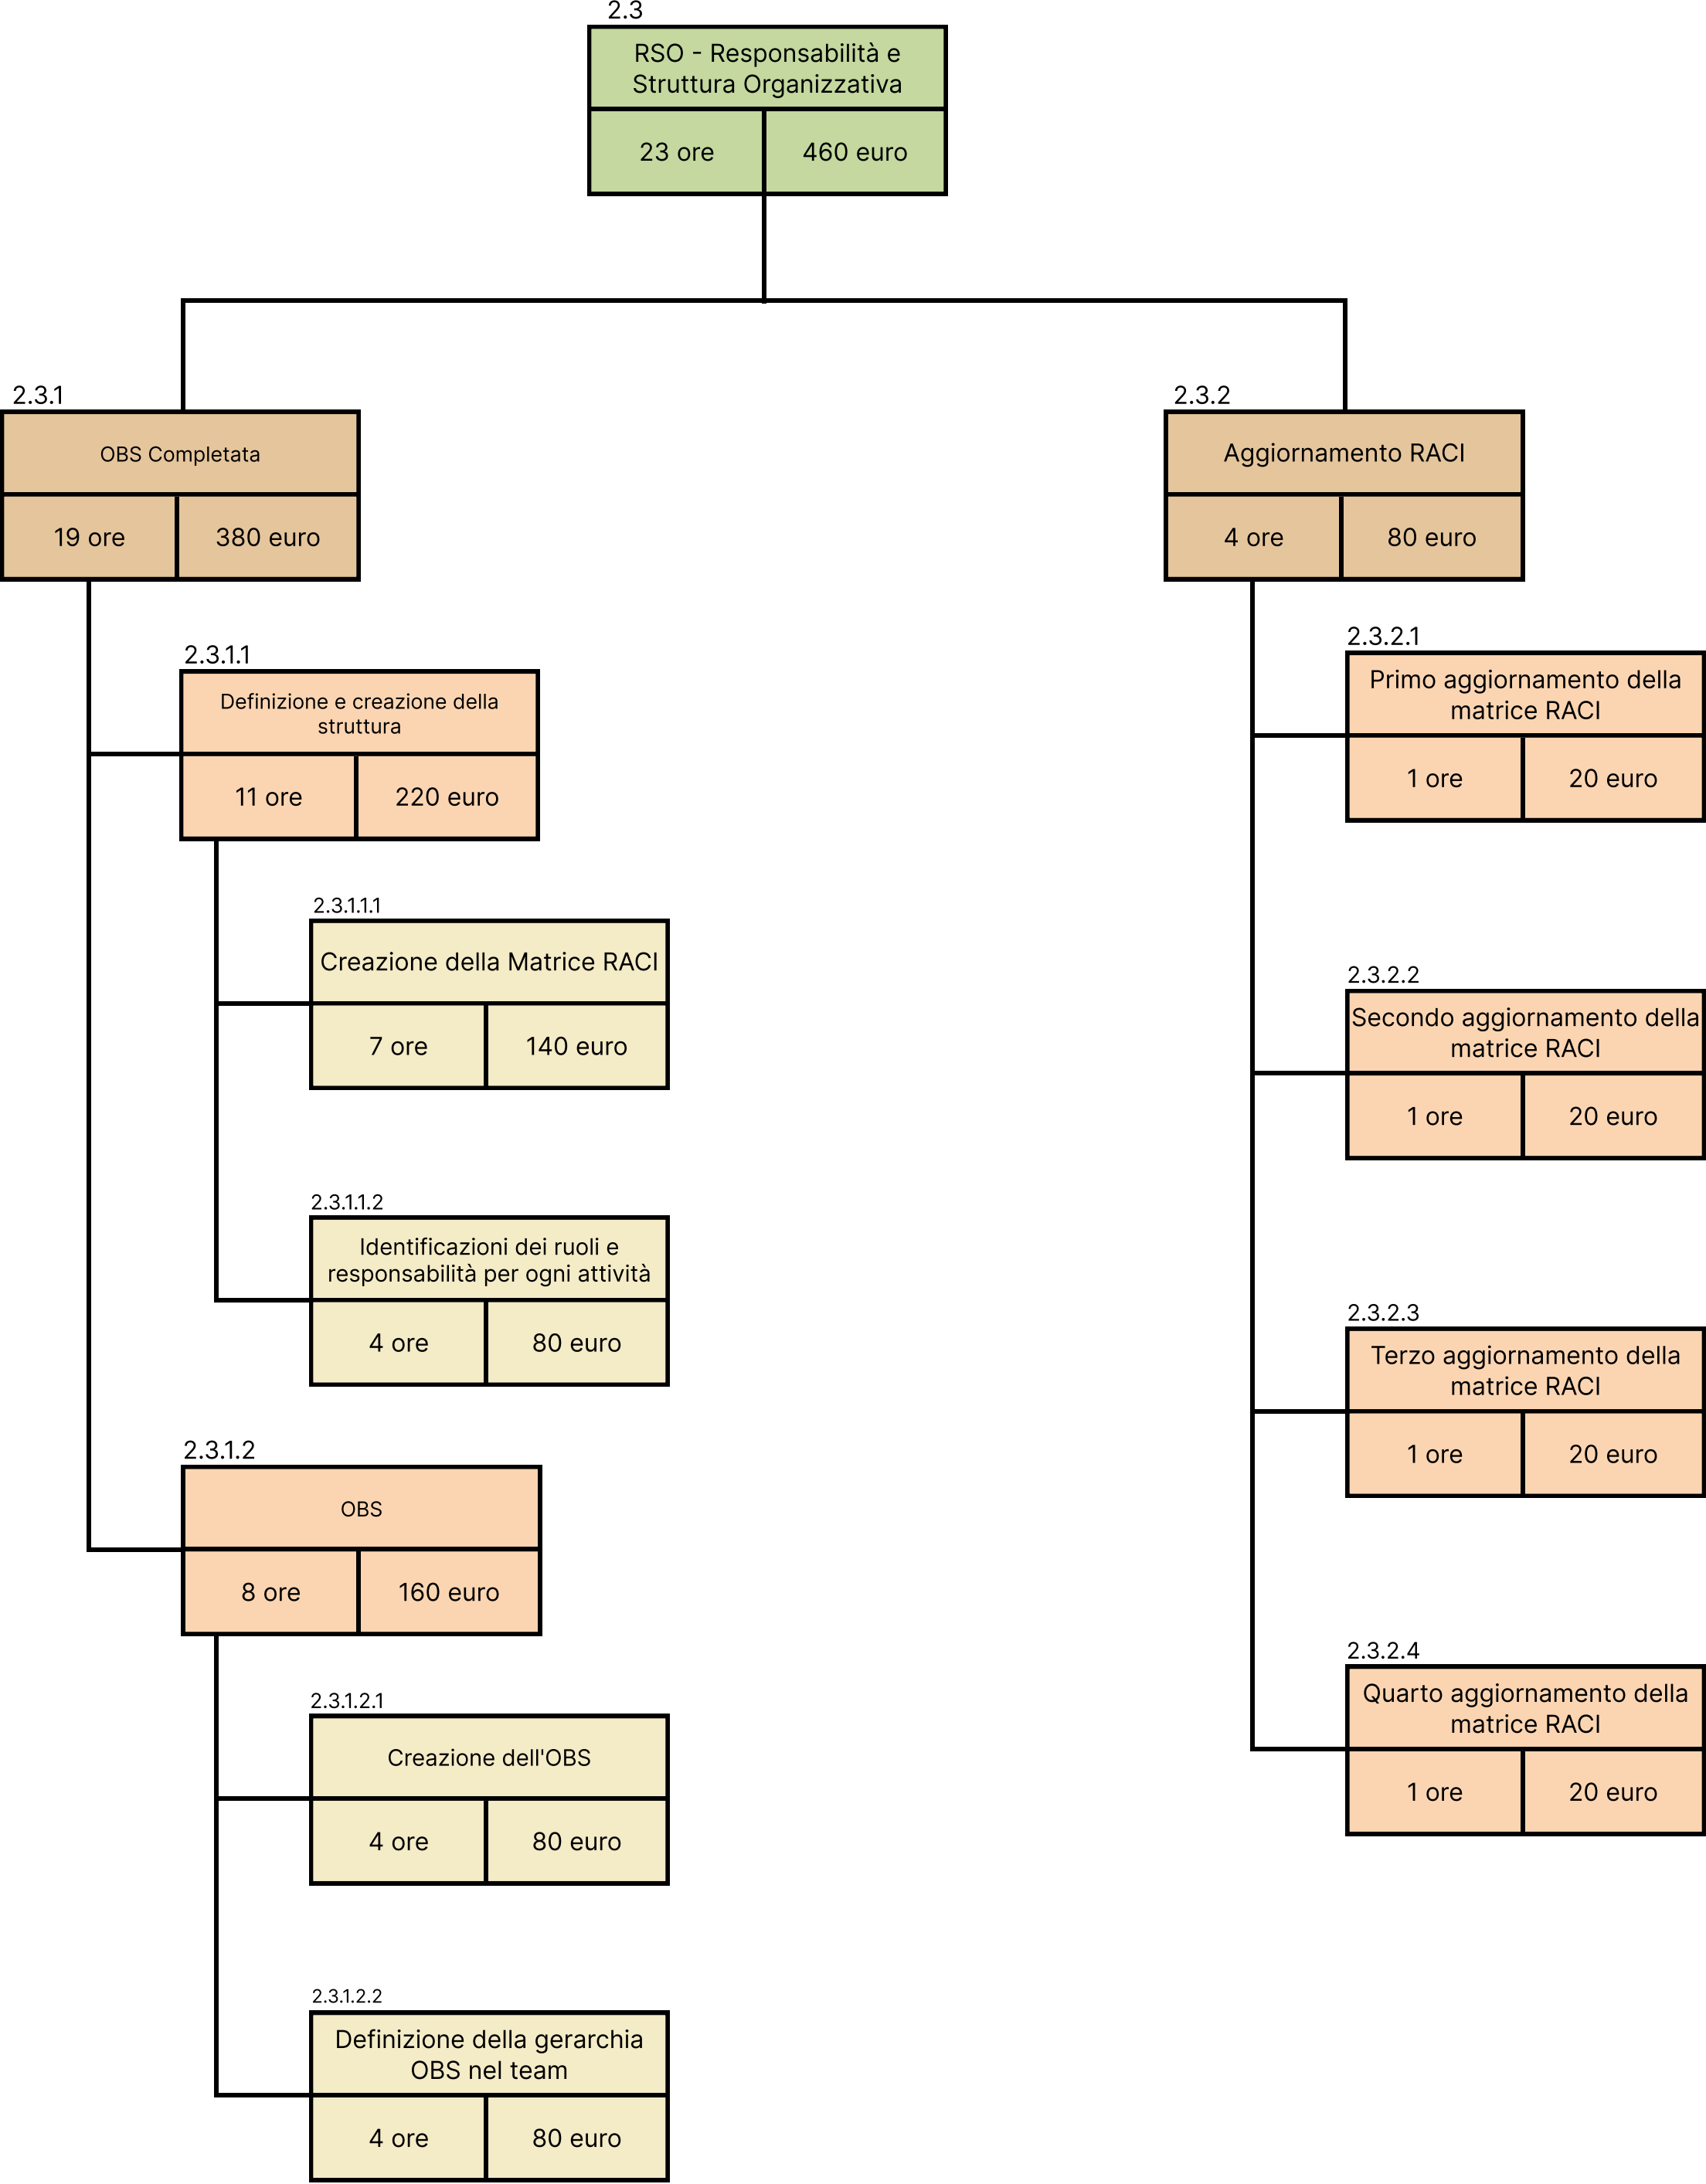 2.3
RSO - Responsabilità e
Struttura Organizzativa
23 ore
460 euro
2.3.1
OBS Completata
19 ore
380 euro
2.3.1.1
Definizione e creazione della
struttura
11 ore
220 euro
2.3.1.1.1
Creazione della Matrice RACI
7 ore
140 euro
2.3.1.1.2
Identificazioni dei ruoli e
responsabilità per ogni attività
4 ore
80 euro
2.3.1.2
OBS
8 ore
160 euro
2.3.1.2.1
Creazione dell'OBS
4 ore
80 euro
2.3.1.2.2
Definizione della gerarchia
OBS nel team
4 ore
80 euro
2.3.2
Aggiornamento RACI
4 ore
80 euro
2.3.2.1
Primo aggiornamento della
matrice RACI
1 ore
20 euro
2.3.2.2
Secondo aggiornamento della
matrice RACI
1 ore
20 euro
2.3.2.3
Terzo aggiornamento della
matrice RACI
1 ore
20 euro
2.3.2.4
Quarto aggiornamento della
matrice RACI
1 ore
20 euro